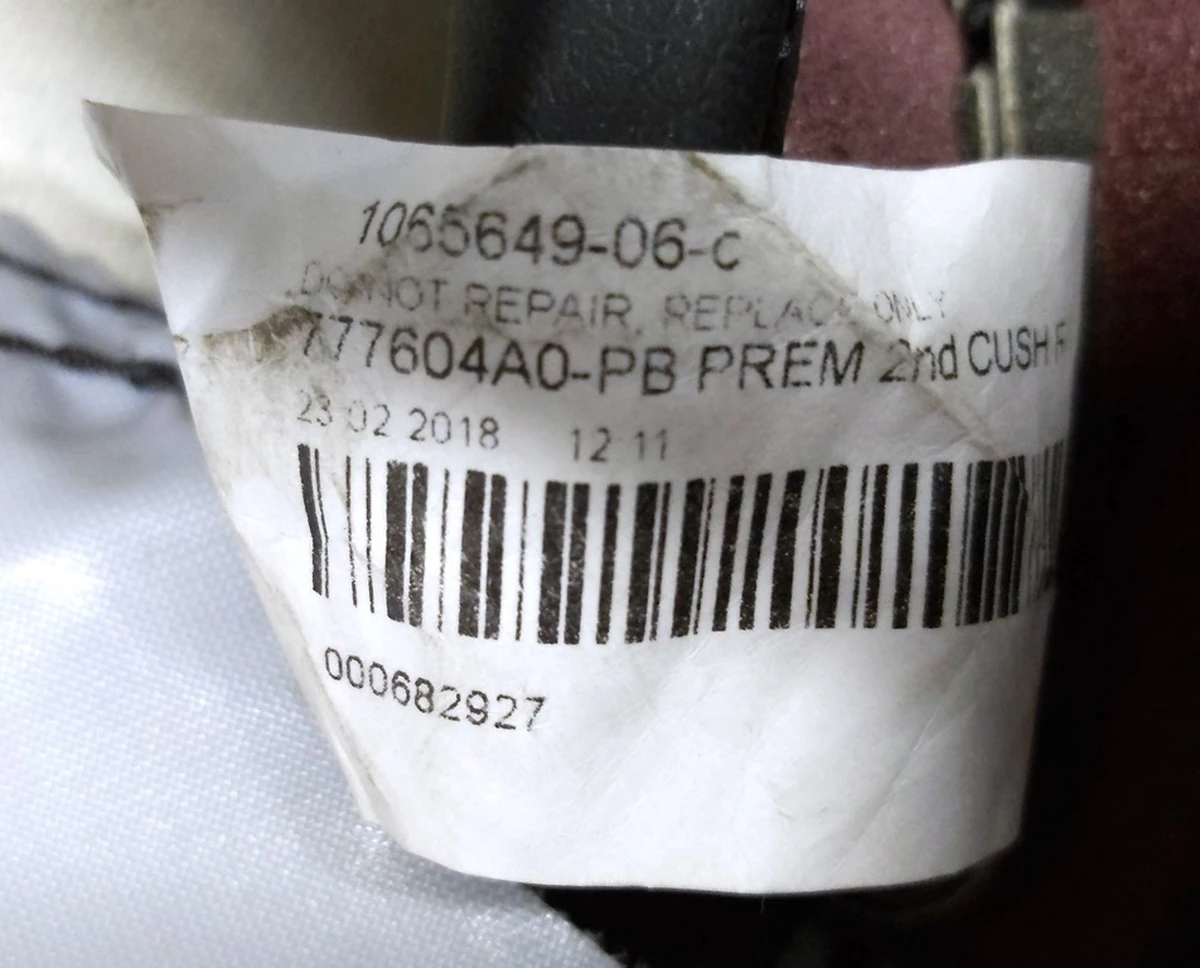 1065649-06-C
DO NOT REPAIR, REPLACE ONLY
777604A0-PB PREM 2nd CUSH
23 02 2018 12 11
000682927